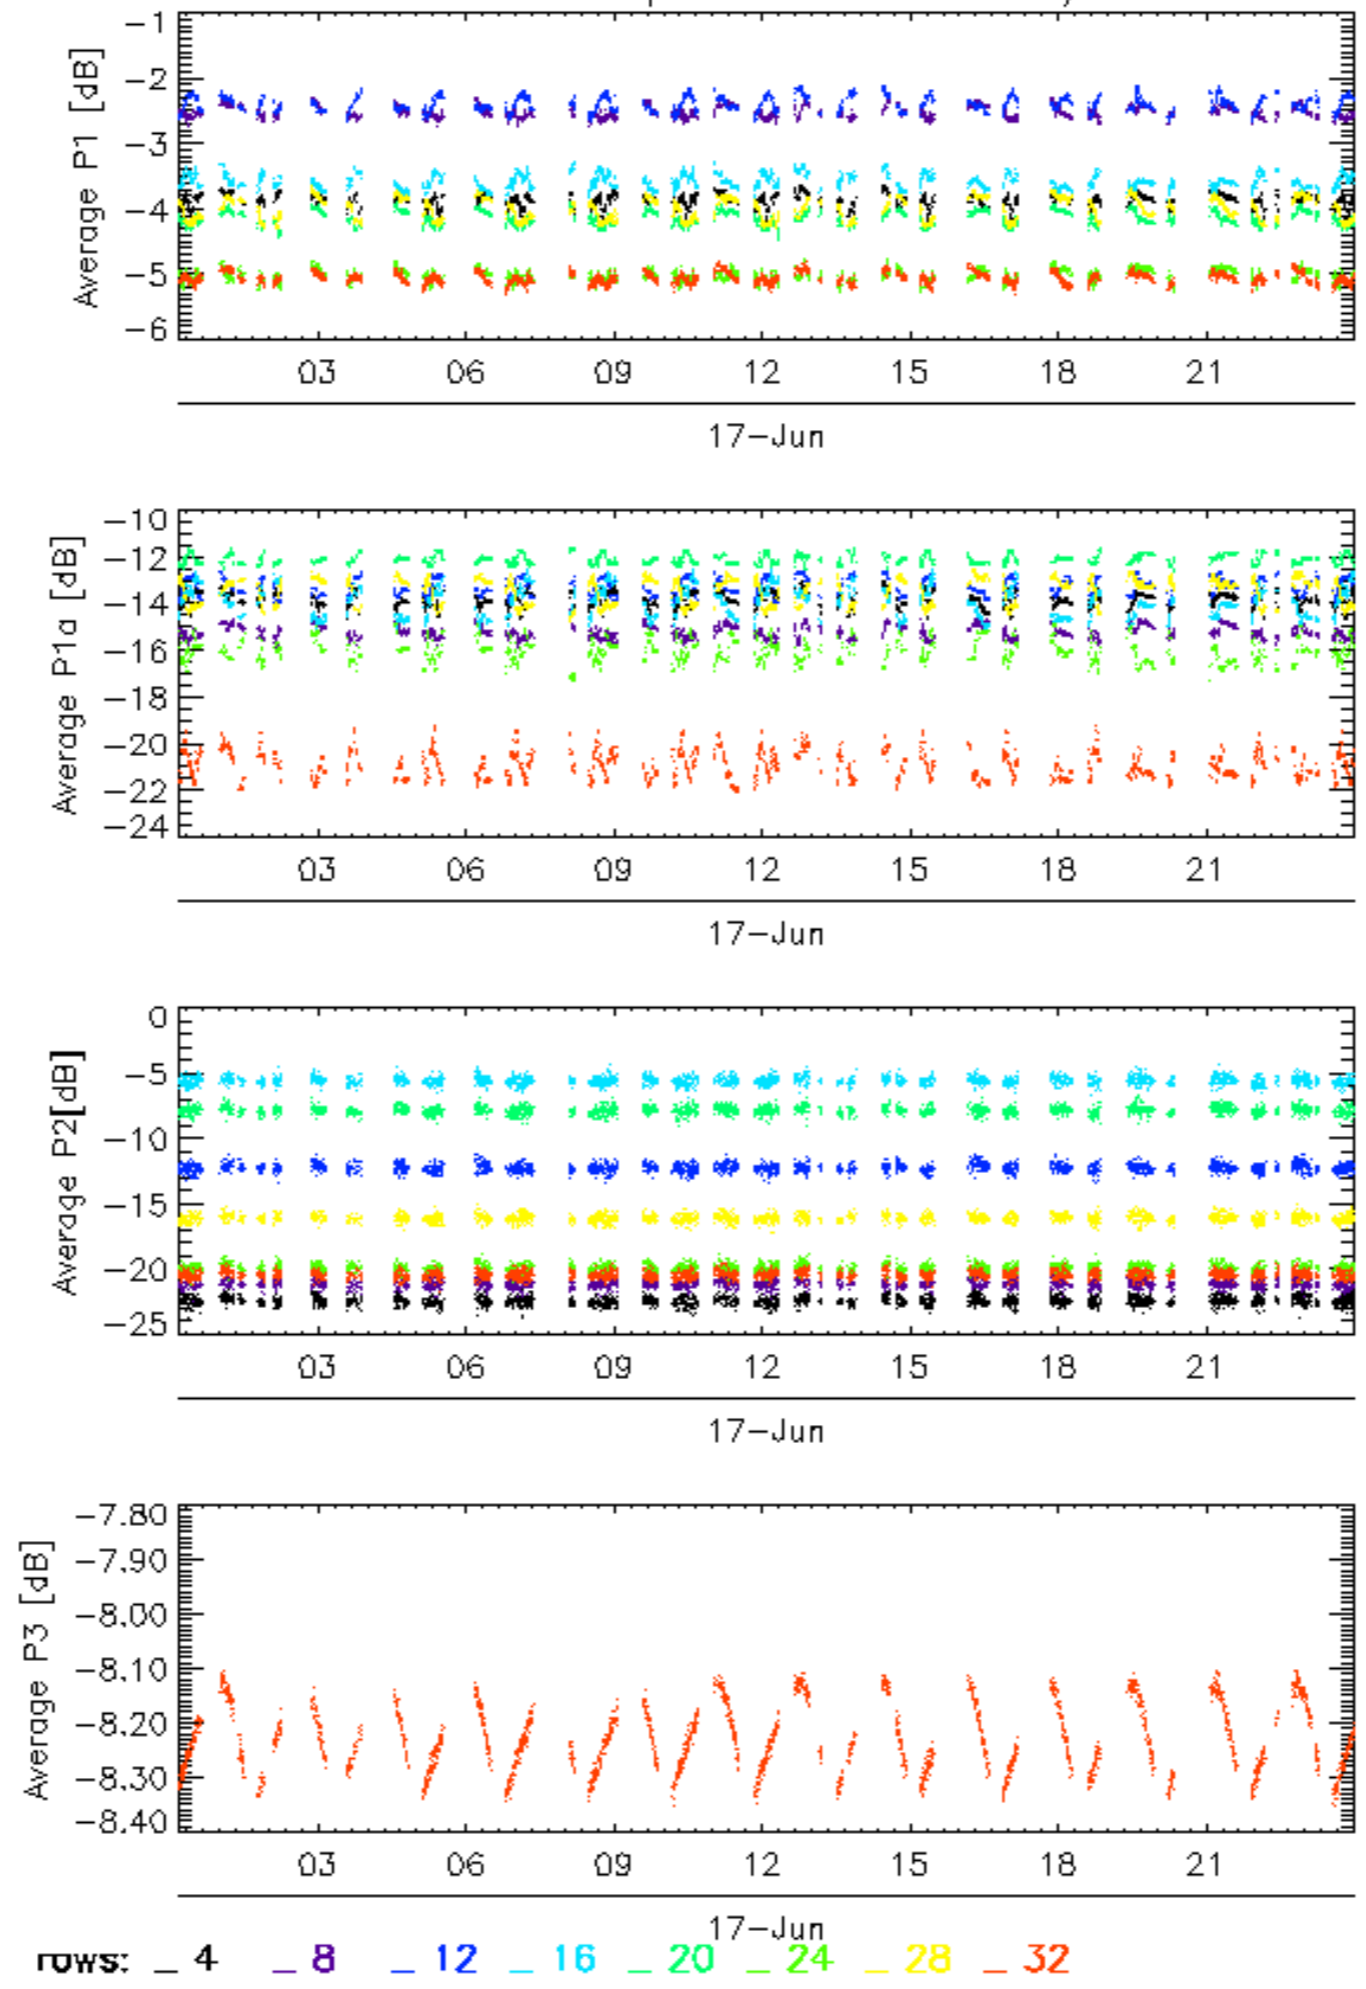 Average P1 [dB]
-1
-2
-3
-4
-5
-6
03 06 09 12 15 18 21
17-Jun
Average P1a [dB]
-10
-12
-14
-16
-18
-20
-22
-24
03 06 09 12 15 18 21
17-Jun
Average P2[dB]
0
-5
-10
-15
-20
-25
03 06 09 12 15 18 21
17-Jun
Average P3 [dB]
-7.80
-7.90
-8.00
-8.10
-8.20
-8.30
-8.40
03 06 09 12 15 18 21
17-Jun
rows: _ 4 _ 8 _ 12 _ 16 _ 20 _ 24 _ 28 _ 32